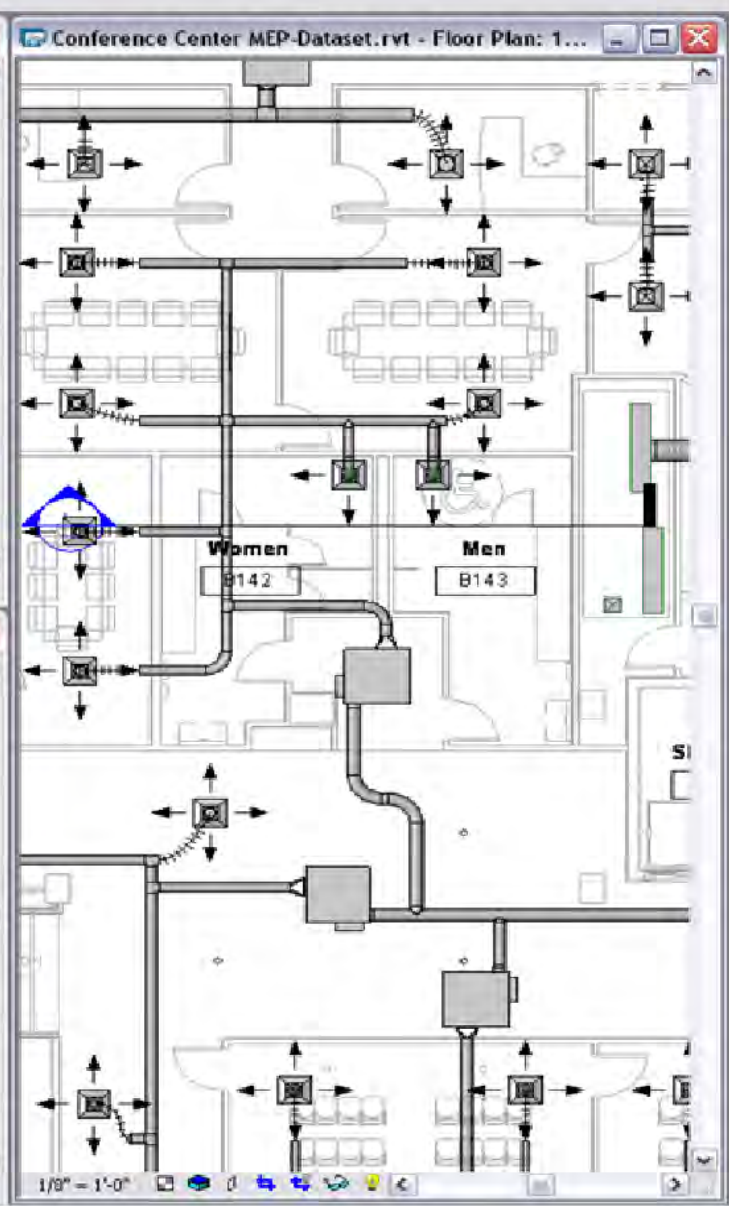 Conference Center MEP-Dataset.rvt - Floor Plan: 1...
Women
Men
B142
B143
1/8" = 1'-0"